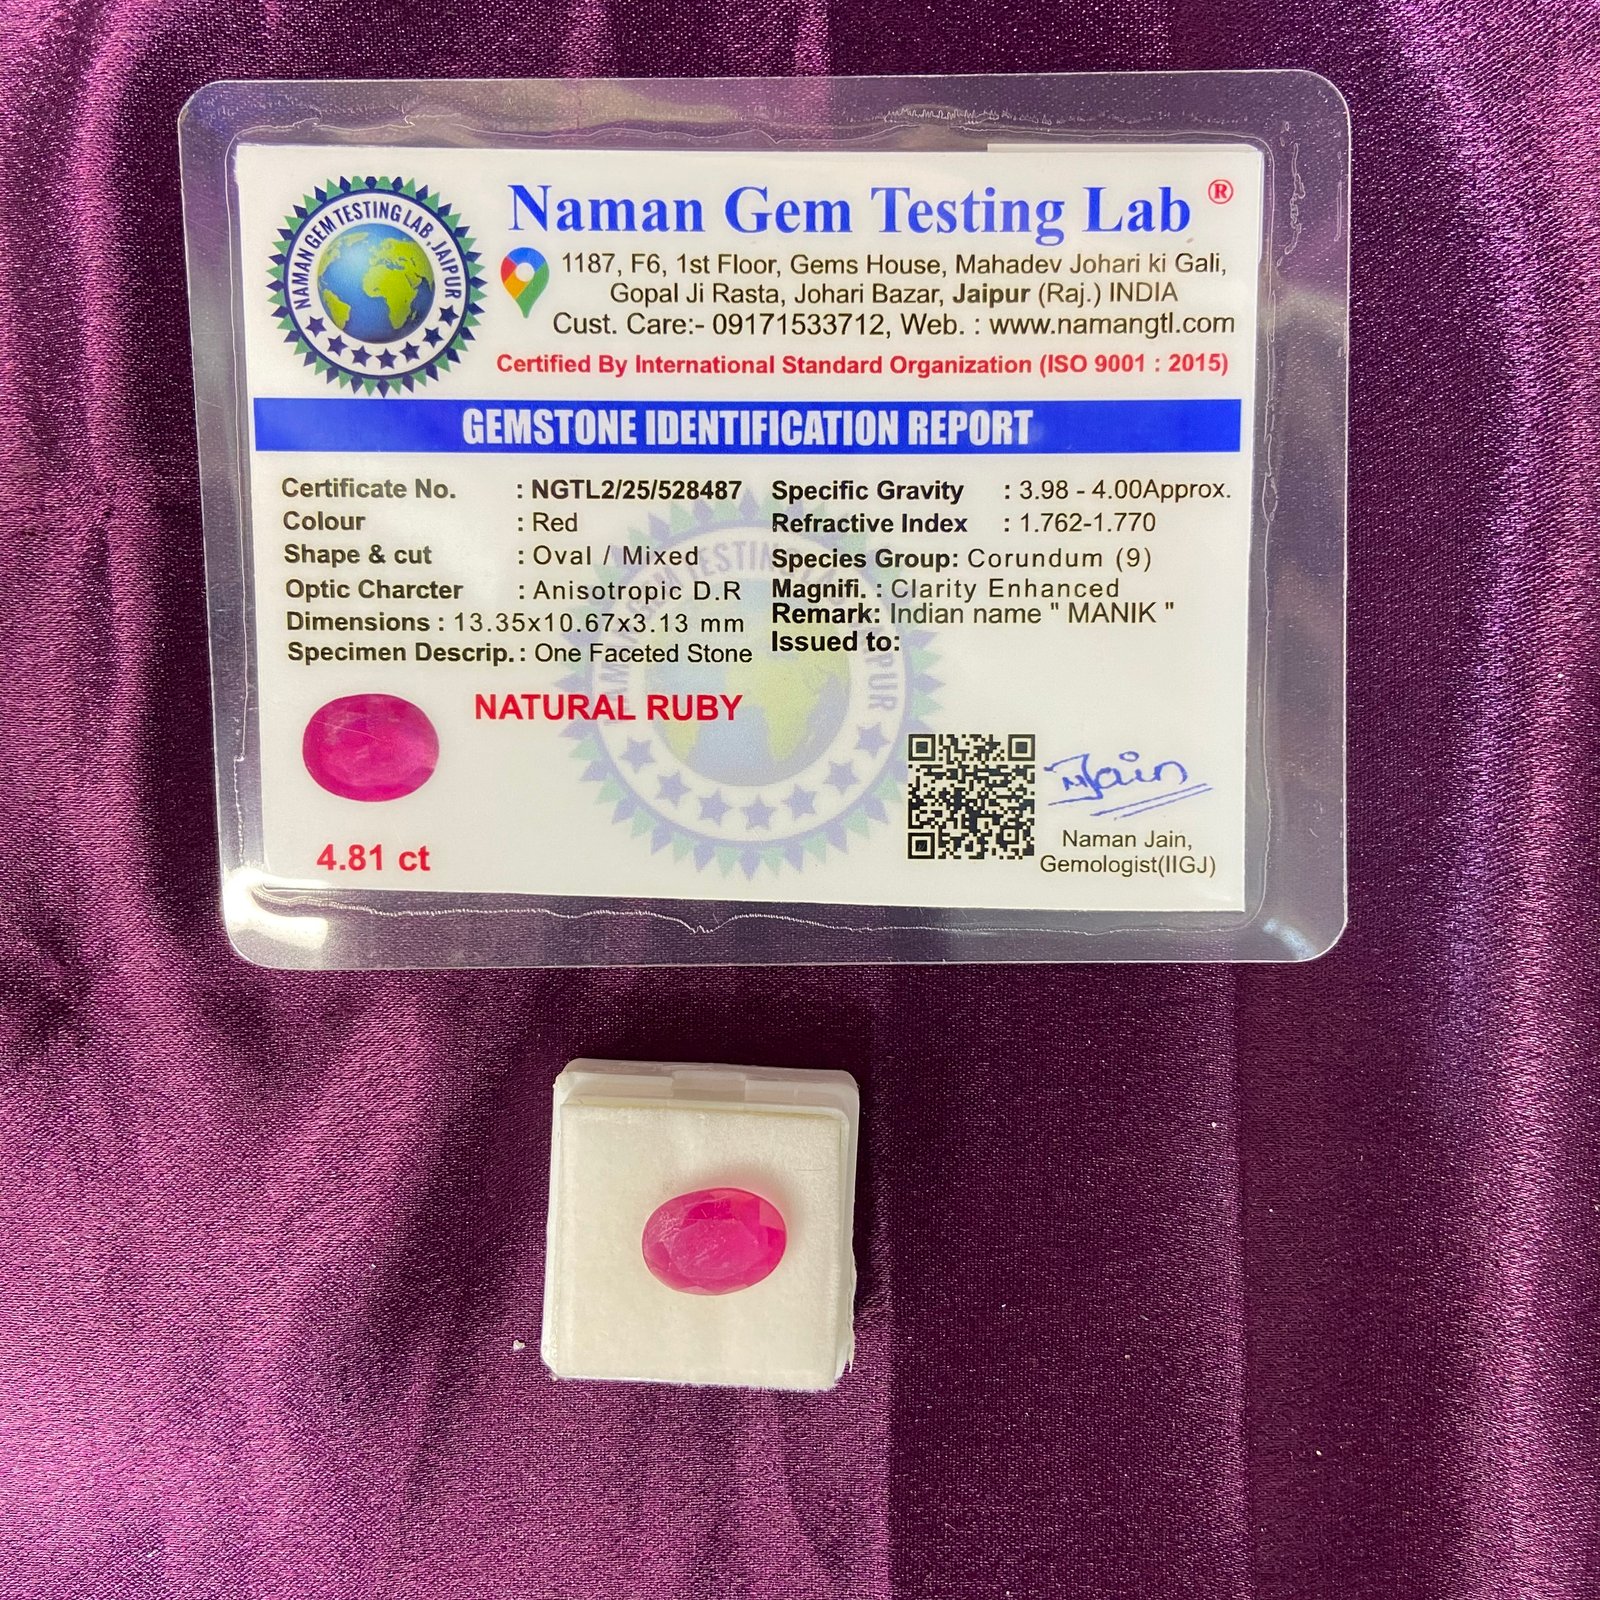 NAMAN GEM TESTING LAB, JAIPUR
Naman Gem Testing Lab ®
1187, F6, 1st Floor, Gems House, Mahadev Johari ki Gali,
Gopal Ji Rasta, Johari Bazar, Jaipur (Raj.) INDIA
Cust. Care:- 09171533712, Web. : www.namangtl.com
Certified By International Standard Organization (ISO 9001 : 2015)
GEMSTONE IDENTIFICATION REPORT
Certificate No. : NGTL2/25/528487
Colour : Red
Shape & cut : Oval / Mixed
Optic Charcter : Anisotropic D.R
Dimensions : 13.35x10.67x3.13 mm
Specimen Descrip. : One Faceted Stone
Specific Gravity : 3.98 - 4.00Approx.
Refractive Index : 1.762-1.770
Species Group: Corundum (9)
Magnifi. : Clarity Enhanced
Remark: Indian name " MANIK "
Issued to:
NATURAL RUBY
4.81 ct
NJain
Naman Jain,
Gemologist(IIGJ)